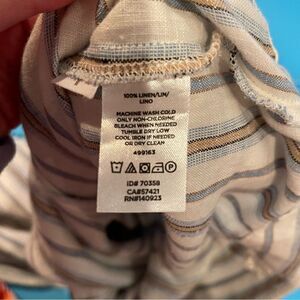 100% LINEN/LIN/
LINO
MACHINE WASH COLD
ONLY NON-CHLORINE
BLEACH WHEN NEEDED
TUMBLE DRY LOW
COOL IRON IF NEEDED
OR DRY CLEAN
499163
ID# 70358
CA#57421
RN#140923